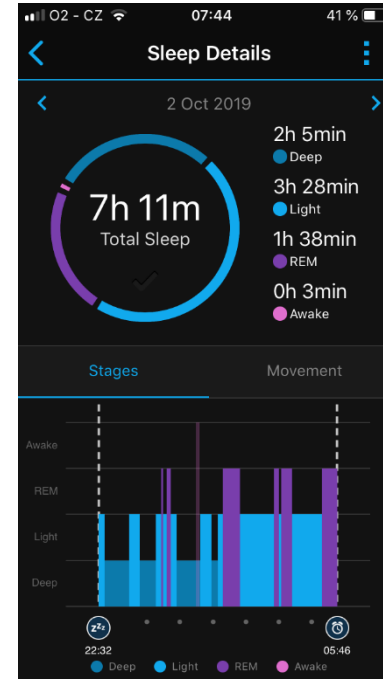 O2 - CZ 07:44 41 %
Sleep Details
2 Oct 2019
2h 5min
Deep
3h 28min
Light
1h 38min
REM
0h 3min
Awake
7h 11m
Total Sleep
Stages Movement
Awake
REM
Light
Deep
zZz
22:32 05:46
Deep Light REM Awake